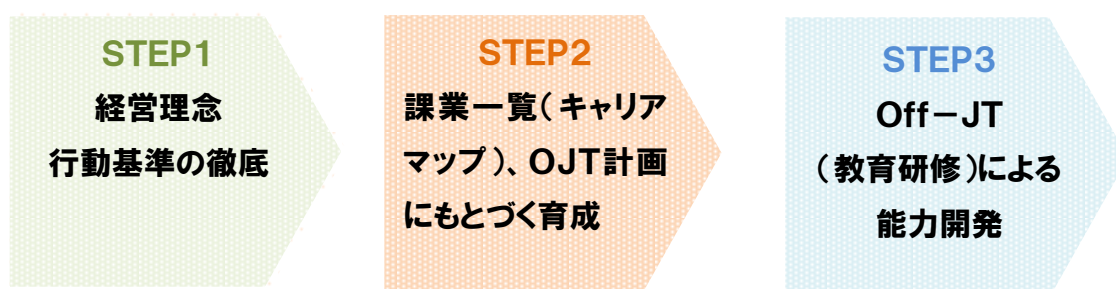 STEP1
経営理念
行動基準の徹底
STEP2
課業一覧（キャリア
マップ）、OJT計画
にもとづく育成
STEP3
Off－JT
（教育研修）による
能力開発